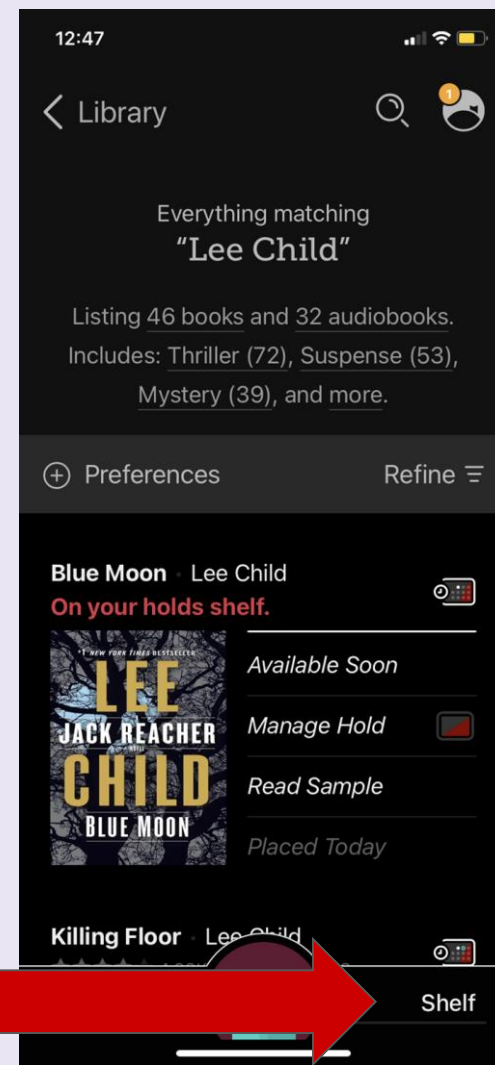 12:47
Library
1
Everything matching
“Lee Child”
Listing 46 books and 32 audiobooks.
Includes: Thriller (72), Suspense (53),
Mystery (39), and more.
Preferences
Refine
Blue Moon · Lee Child
On your holds shelf.
#1 NEW YORK TIMES BESTSELLER
LEE
JACK REACHER
CHILD
BLUE MOON
Available Soon
Manage Hold
Read Sample
Placed Today
Killing Floor · Lee Child
Shelf